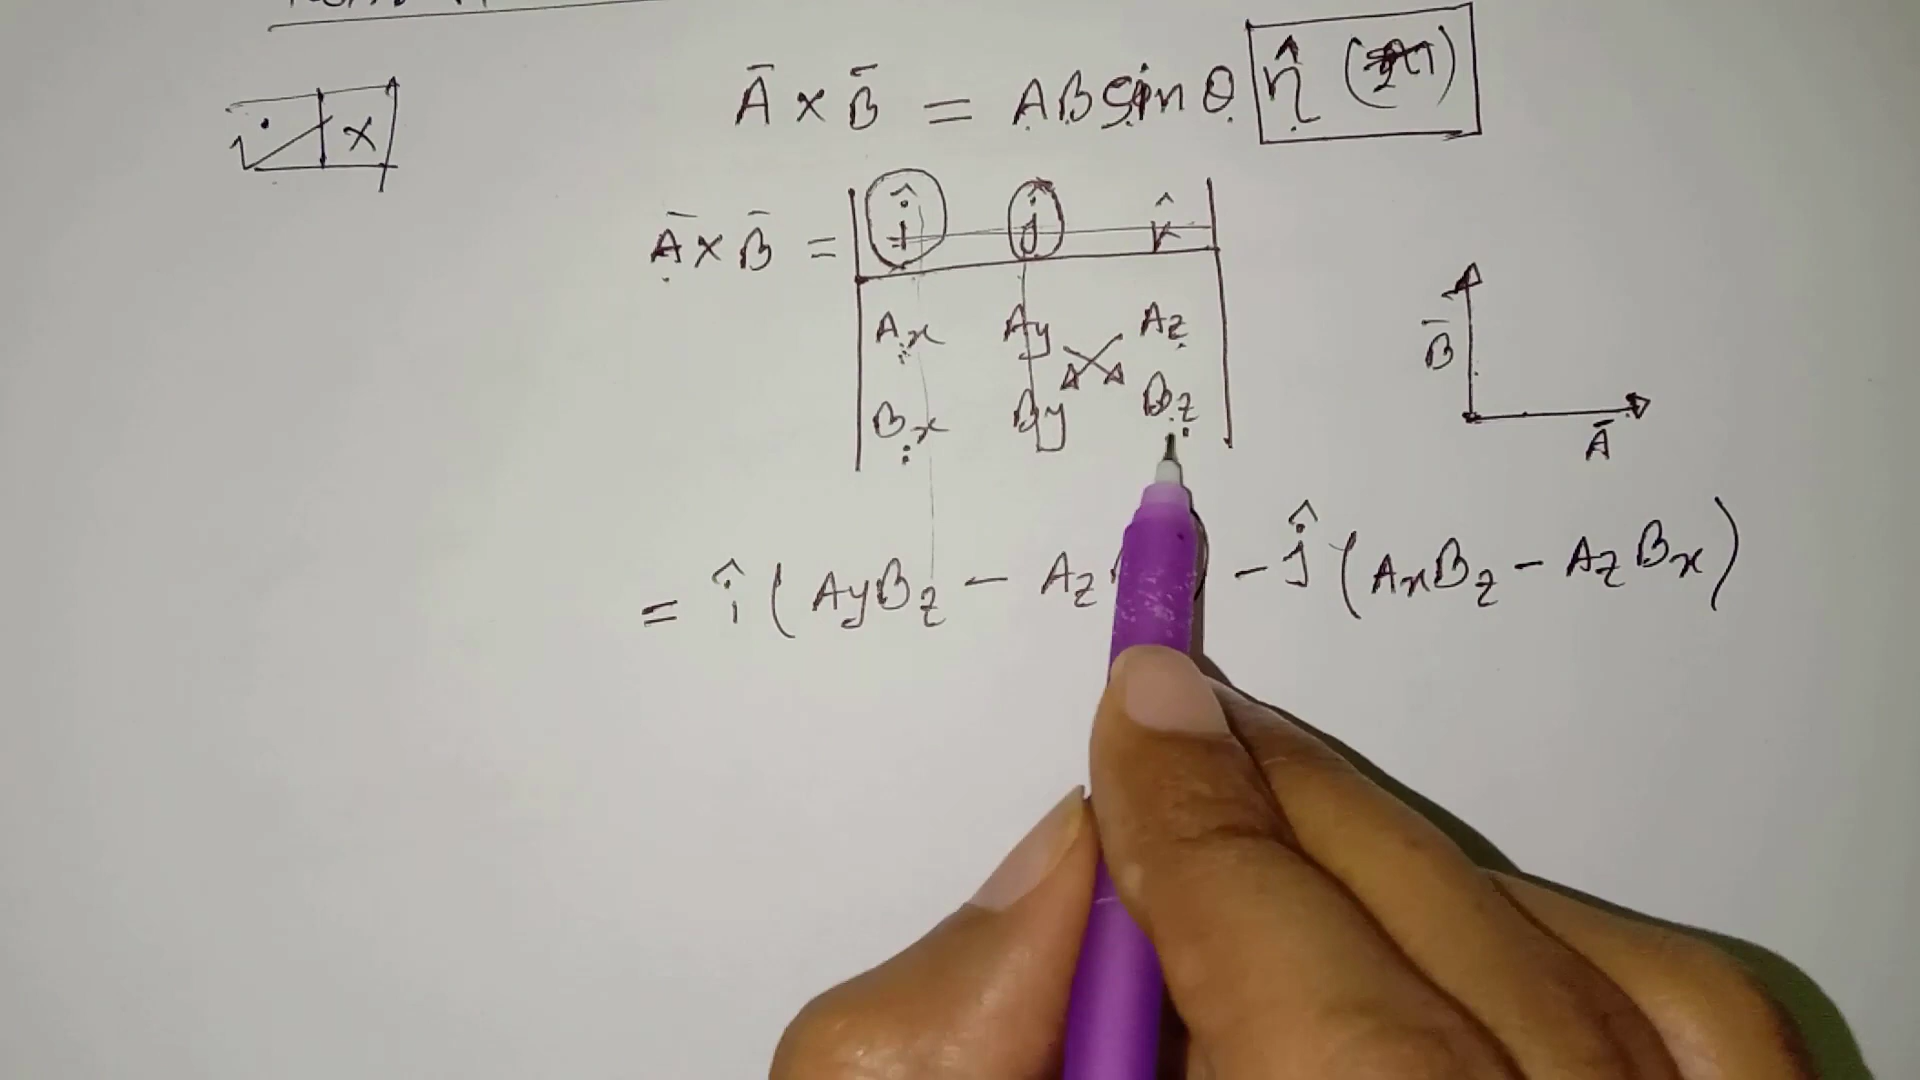 Ā × B̄ = AB Sin θ n̂
X
Ā × B̄ = | î ĵ k̂ |
Ax Ay Az
Bx By Bz
B̄
Ā
= î ( AyBz - Az ) - ĵ ( AxBz - AzBx )